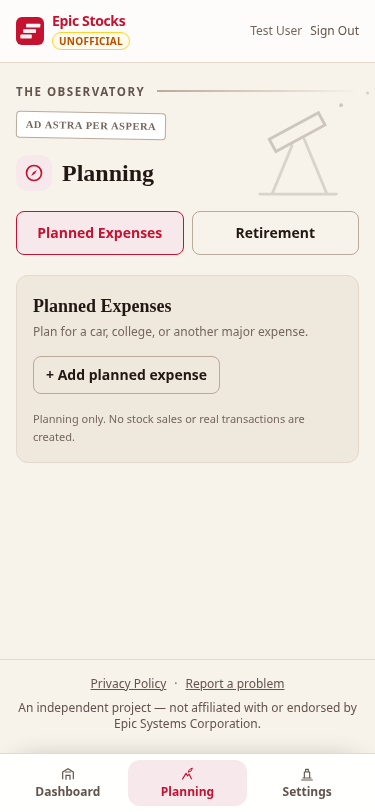 Epic Stocks
UNOFFICIAL
Test User Sign Out
THE OBSERVATORY
AD ASTRA PER ASPERA
Planning
Planned Expenses
Retirement
Planned Expenses
Plan for a car, college, or another major expense.
+ Add planned expense
Planning only. No stock sales or real transactions are
created.
Privacy Policy · Report a problem
An independent project — not affiliated with or endorsed by
Epic Systems Corporation.
Dashboard
Planning
Settings